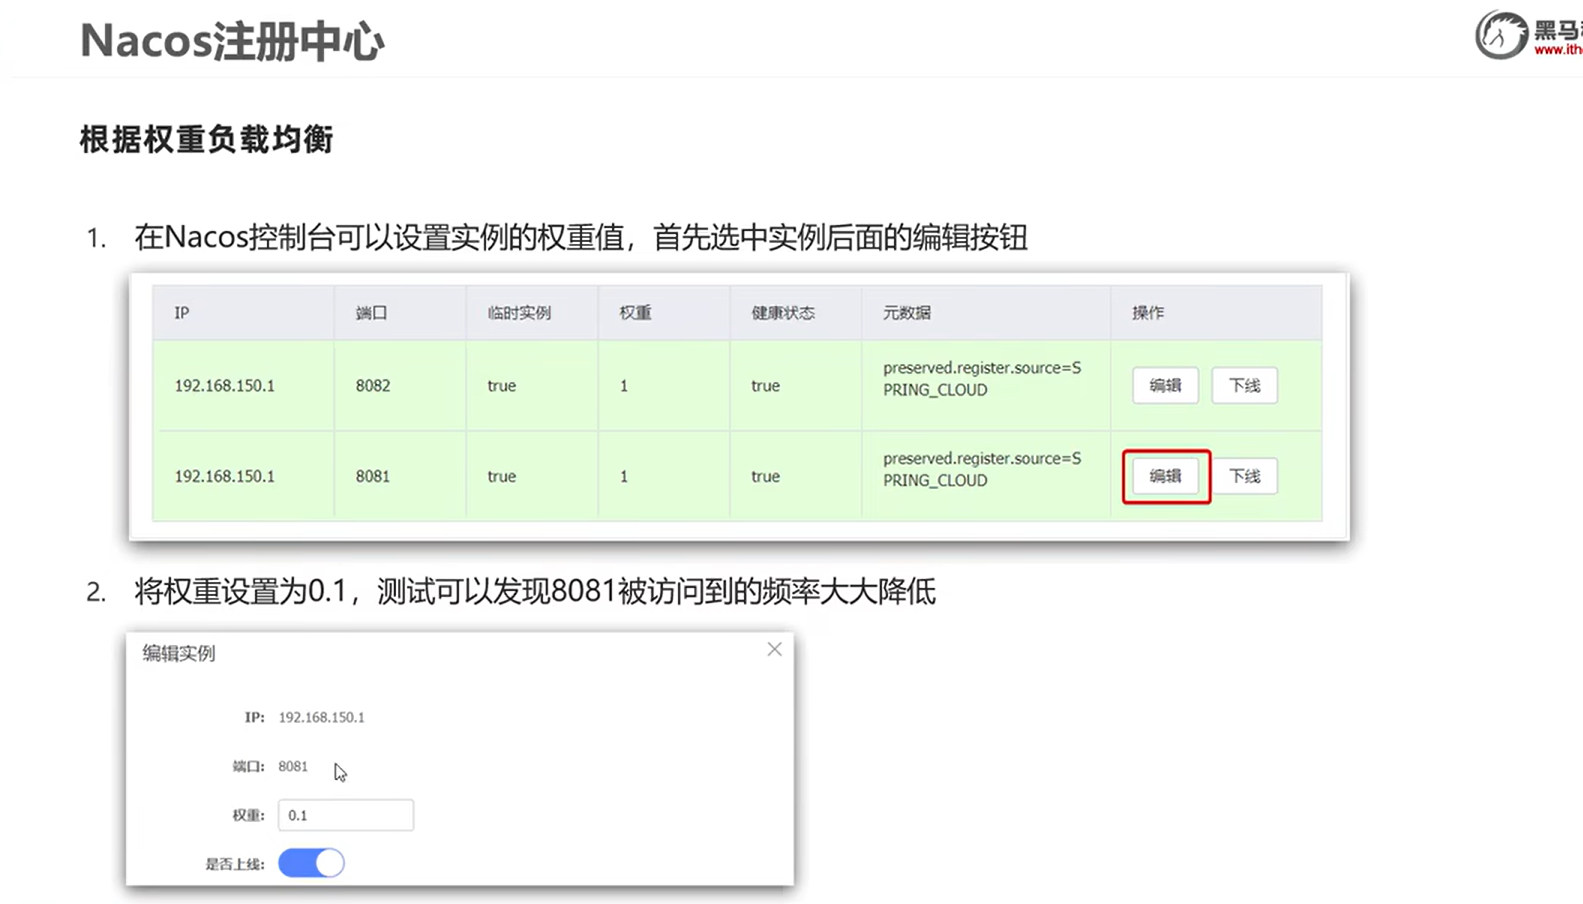 Nacos注册中心
黑马
www.ith
根据权重负载均衡
1. 在Nacos控制台可以设置实例的权重值，首先选中实例后面的编辑按钮
IP 端口 临时实例 权重 健康状态 元数据 操作
192.168.150.1 8082 true 1 true preserved.register.source=S
PRING_CLOUD 编辑 下线
192.168.150.1 8081 true 1 true preserved.register.source=S
PRING_CLOUD 编辑 下线
2. 将权重设置为0.1，测试可以发现8081被访问到的频率大大降低
编辑实例
IP: 192.168.150.1
端口: 8081
权重: 0.1
是否上线: